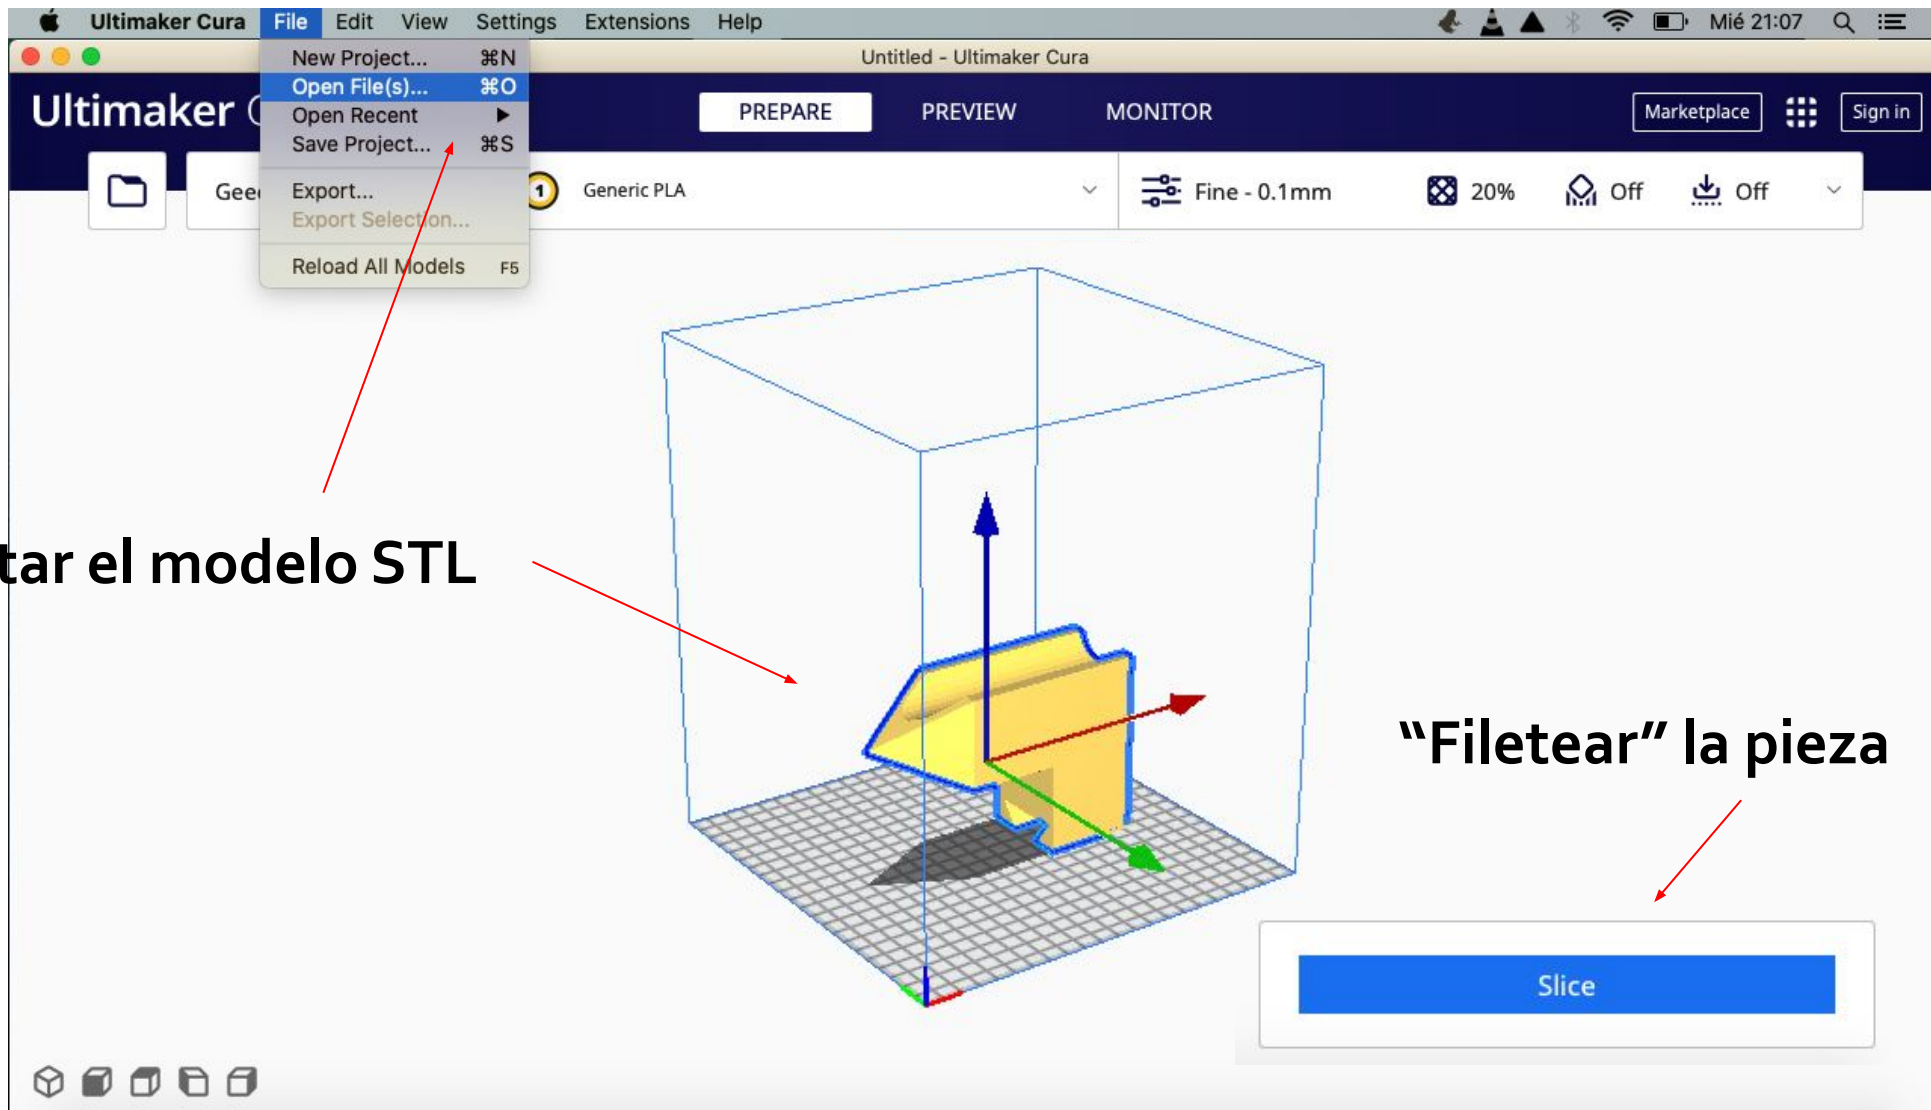 Ultimaker Cura File Edit View Settings Extensions Help Mié 21:07
Untitled - Ultimaker Cura
New Project... ⌘N
Open File(s)... ⌘O
Open Recent ▶
Save Project... ⌘S
Export...
Export Selection...
Reload All Models F5
Ultimaker
PREPARE PREVIEW MONITOR
Marketplace Sign in
1 Generic PLA
Fine - 0.1mm 20% Off Off
tar el modelo STL
“Filetear” la pieza
Slice